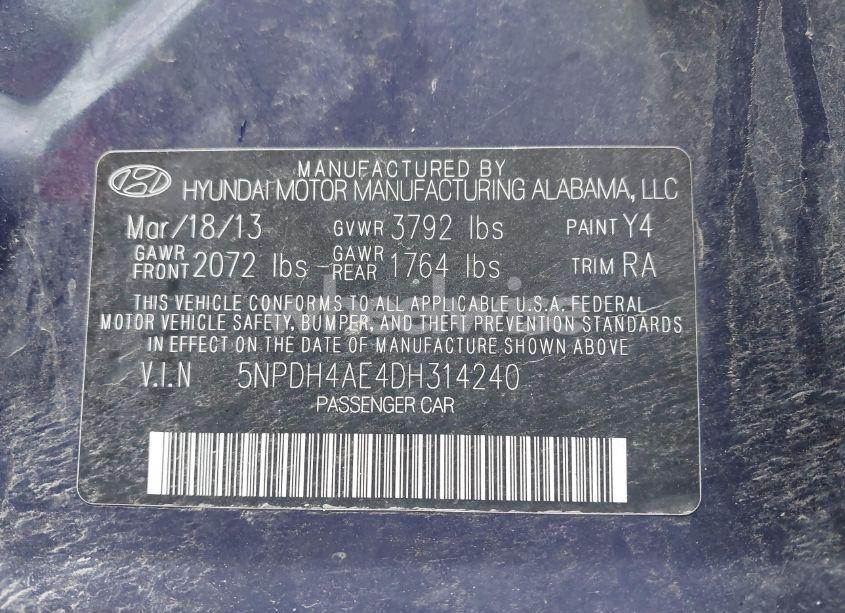 MANUFACTURED BY
HYUNDAI MOTOR MANUFACTURING ALABAMA, LLC
Mar/18/13 GVWR 3792 lbs PAINT Y4
GAWR FRONT 2072 lbs GAWR REAR 1764 lbs TRIM RA
THIS VEHICLE CONFORMS TO ALL APPLICABLE U.S.A. FEDERAL
MOTOR VEHICLE SAFETY, BUMPER, AND THEFT PREVENTION STANDARDS
IN EFFECT ON THE DATE OF MANUFACTURE SHOWN ABOVE
V.I.N 5NPDH4AE4DH314240
PASSENGER CAR